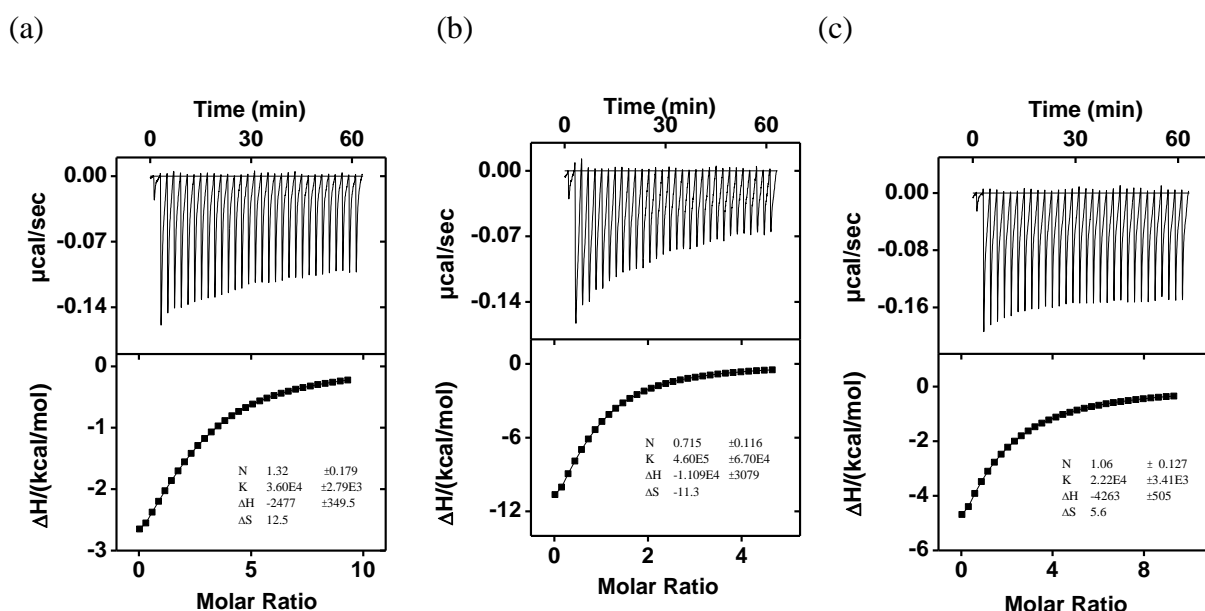 (a)
Time (min)
0 30 60
0.00
-0.07
-0.14
µcal/sec
0
-1
-2
-3
ΔH/(kcal/mol)
N 1.32 ±0.179
K 3.60E4 ±2.79E3
ΔH -2477 ±349.5
ΔS 12.5
0 5 10
Molar Ratio
(b)
Time (min)
0 30 60
0.00
-0.07
-0.14
µcal/sec
0
-6
-12
ΔH/(kcal/mol)
N 0.715 ±0.116
K 4.60E5 ±6.70E4
ΔH -1.109E4 ±3079
ΔS -11.3
0 2 4
Molar Ratio
(c)
Time (min)
0 30 60
0.00
-0.08
-0.16
µcal/sec
0
-2
-4
-6
ΔH/(kcal/mol)
N 1.06 ± 0.127
K 2.22E4 ±3.41E3
ΔH -4263 ±505
ΔS 5.6
0 4 8
Molar Ratio